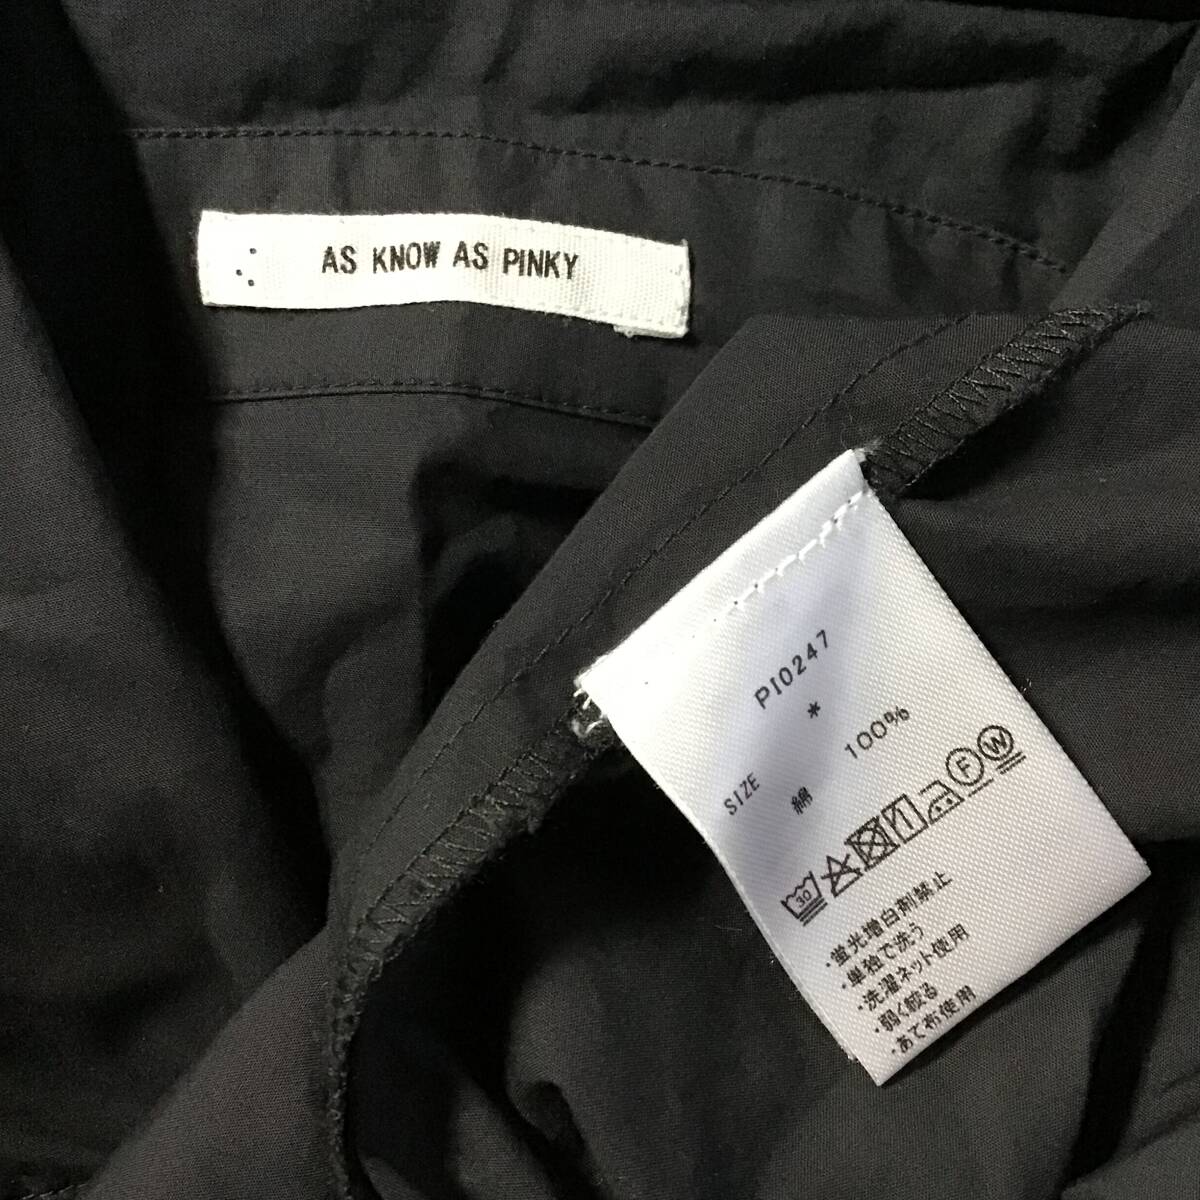 AS KNOW AS PINKY
PI0247
SIZE *
綿 100%
30 F W
・蛍光増白剤禁止
・単独で洗う
・洗濯ネット使用
・弱く絞る
・あて布使用